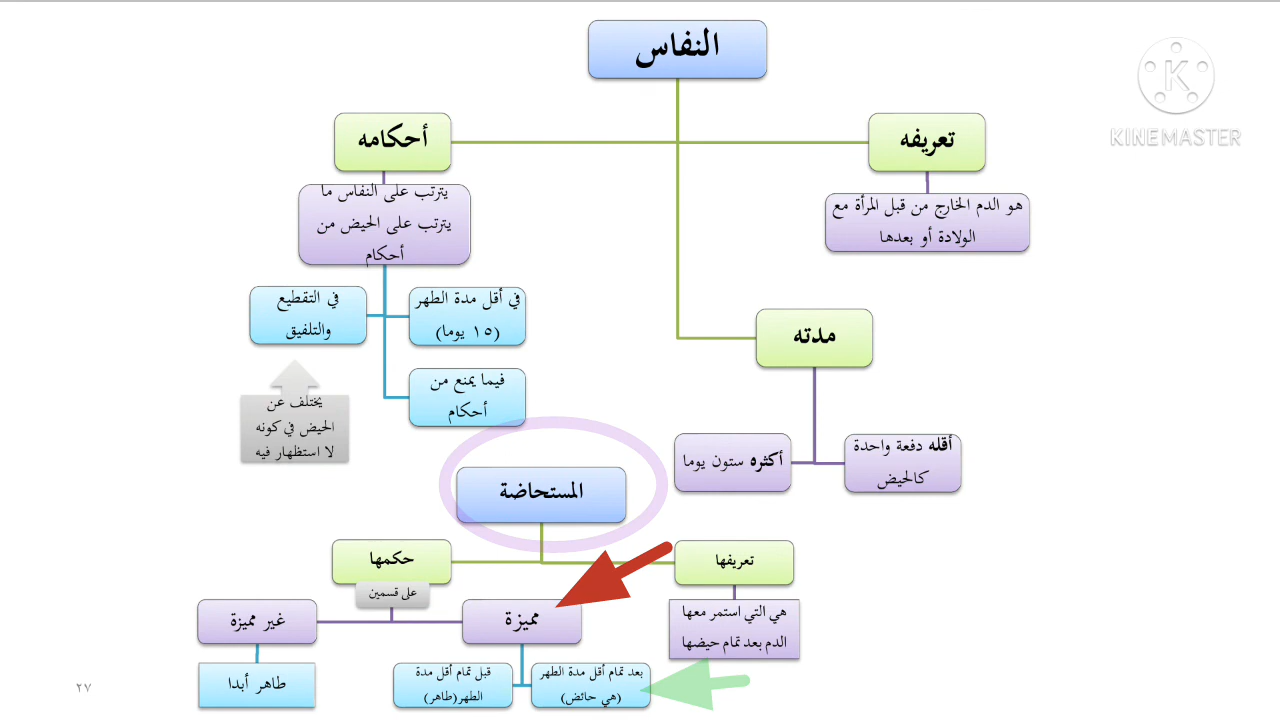 النفاس
KINEMASTER
تعريفه
أحكامه
هو الدم الخارج من قبل المرأة مع
الولادة أو بعدها
يترتب على النفاس ما
يترتب على الحيض من
أحكام
في أقل مدة الطهر
(١٥ يوما)
في التقطيع
والتلفيق
فيما يمنع من
أحكام
يختلف عن
الحيض في كونه
لا استظهار فيه
مدته
أقله دفعة واحدة
كالحيض
أكثره ستون يوما
المستحاضة
تعريفها
حكمها
هي التي استمر معها
الدم بعد تمام حيضها
على قسمين
مميزة
غير مميزة
بعد تمام أقل مدة الطهر
(هي حائض)
قبل تمام أقل مدة
الطهر(طاهر)
طاهر أبدا
٢٧